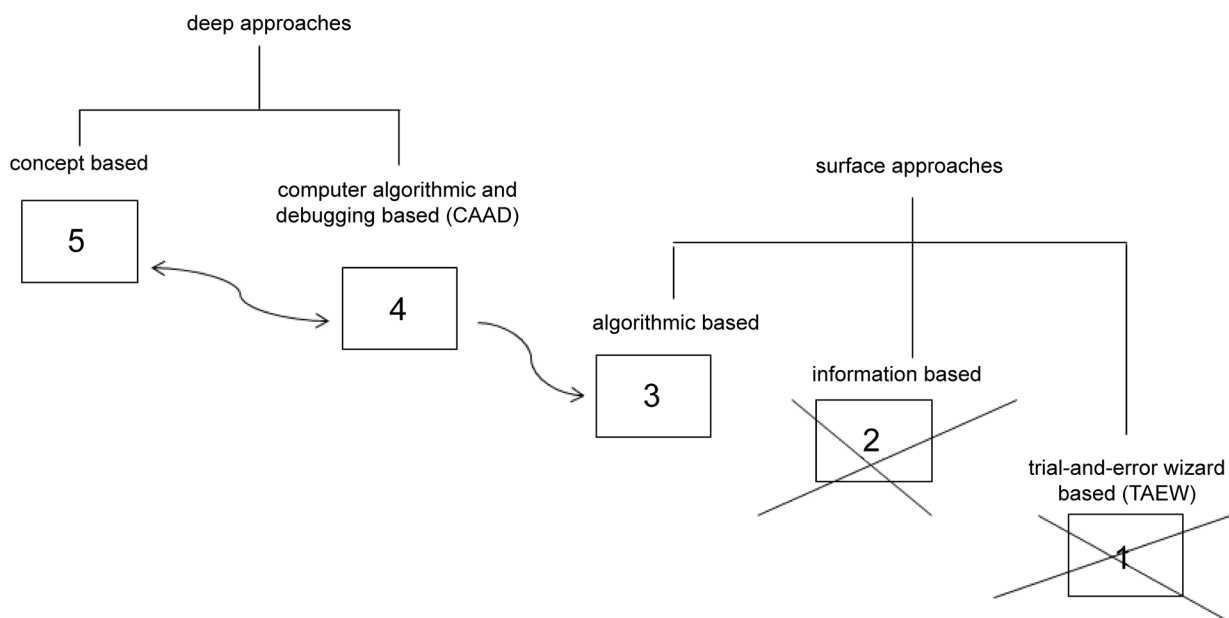 deep approaches
concept based
computer algorithmic and
debugging based (CAAD)
5
4
surface approaches
algorithmic based
3
information based
2
trial-and-error wizard
based (TAEW)
1